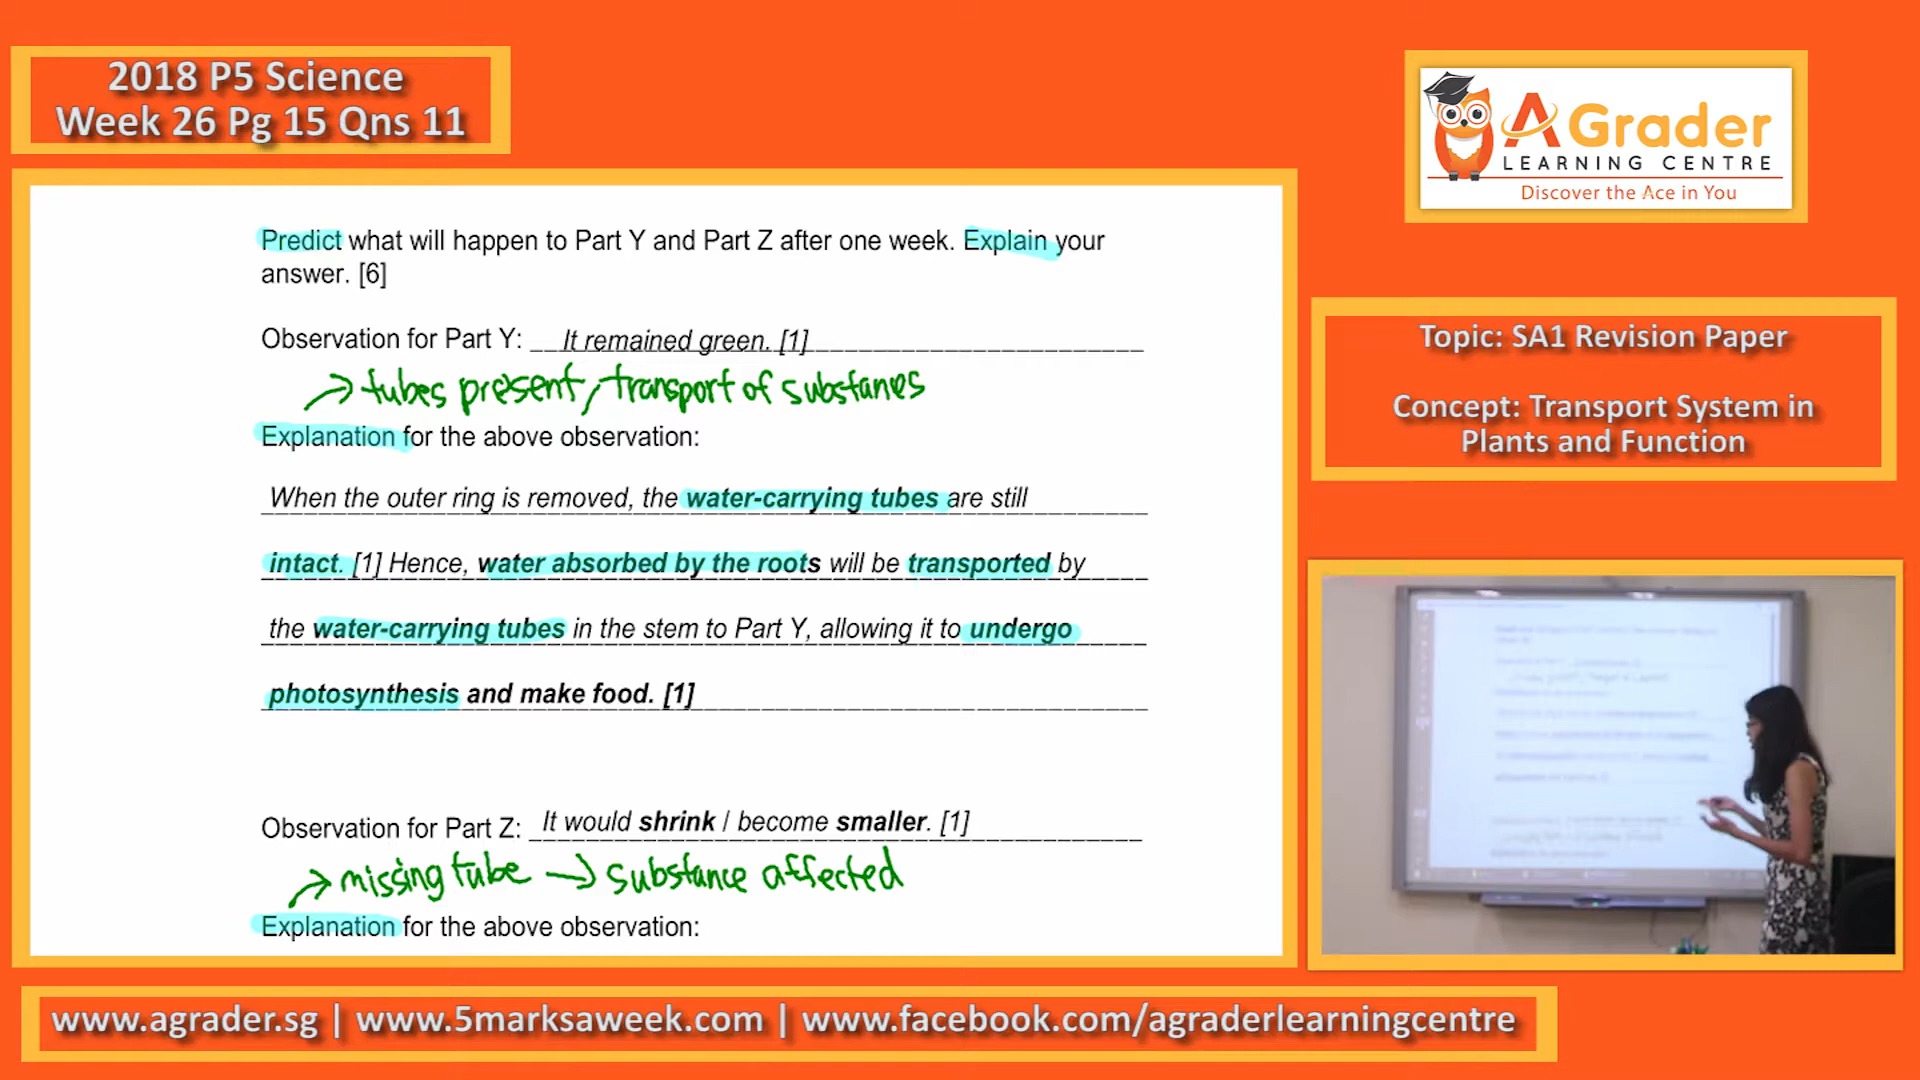 2018 P5 Science
Week 26 Pg 15 Qns 11
A Grader
LEARNING CENTRE
Discover the Ace in You
Predict what will happen to Part Y and Part Z after one week. Explain your
answer. [6]
Observation for Part Y: It remained green. [1]
→ tubes present, transport of substances
Explanation for the above observation:
When the outer ring is removed, the water-carrying tubes are still
intact. [1] Hence, water absorbed by the roots will be transported by
the water-carrying tubes in the stem to Part Y, allowing it to undergo
photosynthesis and make food. [1]
Observation for Part Z: It would shrink / become smaller. [1]
→ missing tube → substance affected
Explanation for the above observation:
Topic: SA1 Revision Paper
Concept: Transport System in
Plants and Function
www.agrader.sg | www.5marksaweek.com | www.facebook.com/agraderlearningcentre